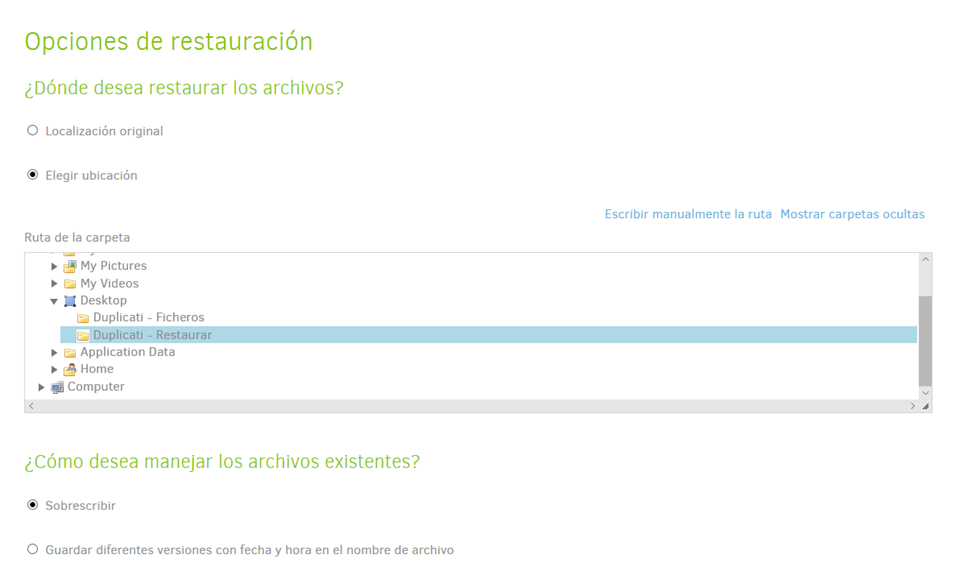 Opciones de restauración
¿Dónde desea restaurar los archivos?
Localización original
Elegir ubicación
Escribir manualmente la ruta Mostrar carpetas ocultas
Ruta de la carpeta
My Pictures
My Videos
Desktop
Duplicati - Ficheros
Duplicati - Restaurar
Application Data
Home
Computer
¿Cómo desea manejar los archivos existentes?
Sobrescribir
Guardar diferentes versiones con fecha y hora en el nombre de archivo